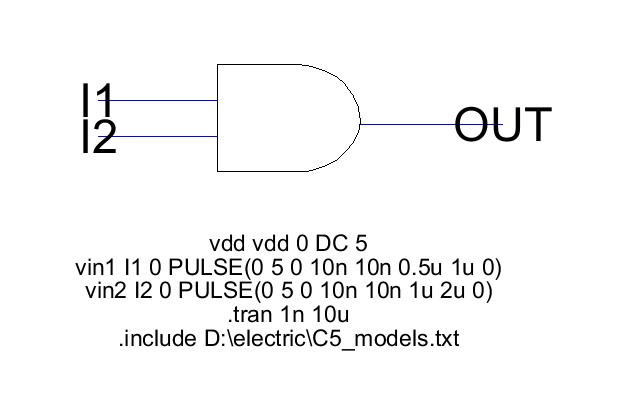 I1
I2
OUT
vdd vdd 0 DC 5
vin1 I1 0 PULSE(0 5 0 10n 10n 0.5u 1u 0)
vin2 I2 0 PULSE(0 5 0 10n 10n 1u 2u 0)
.tran 1n 10u
.include D:\electric\C5_models.txt